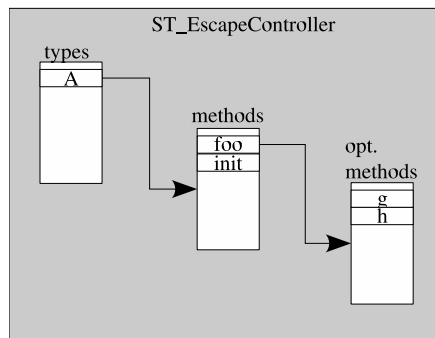 ST_EscapeController
types
A
methods
foo
init
opt.
methods
g
h